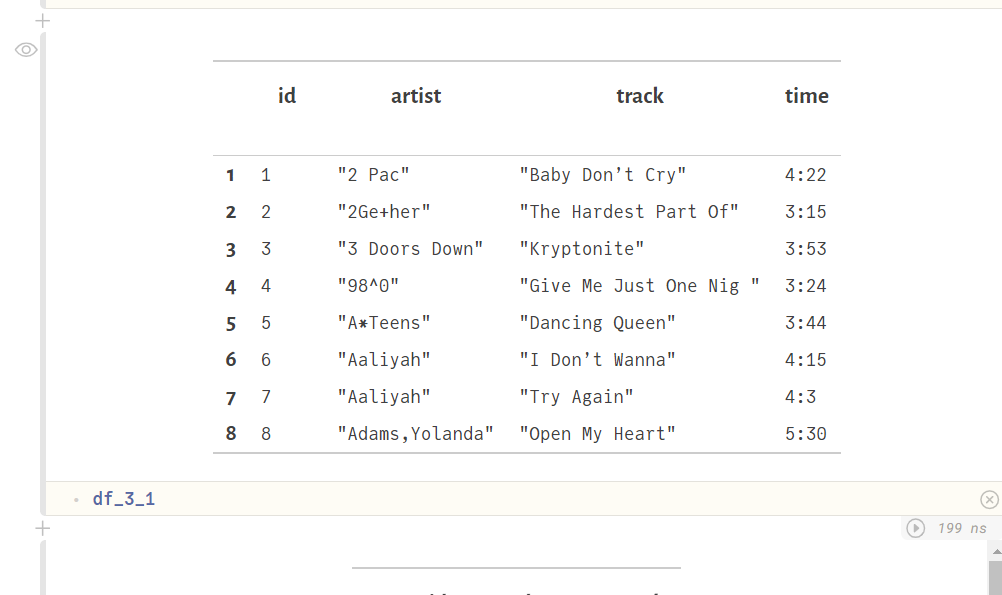 id artist track time
1 1 "2 Pac" "Baby Don’t Cry" 4:22
2 2 "2Ge+her" "The Hardest Part Of" 3:15
3 3 "3 Doors Down" "Kryptonite" 3:53
4 4 "98^0" "Give Me Just One Nig " 3:24
5 5 "A*Teens" "Dancing Queen" 3:44
6 6 "Aaliyah" "I Don’t Wanna" 4:15
7 7 "Aaliyah" "Try Again" 4:3
8 8 "Adams,Yolanda" "Open My Heart" 5:30
df_3_1
199 ns